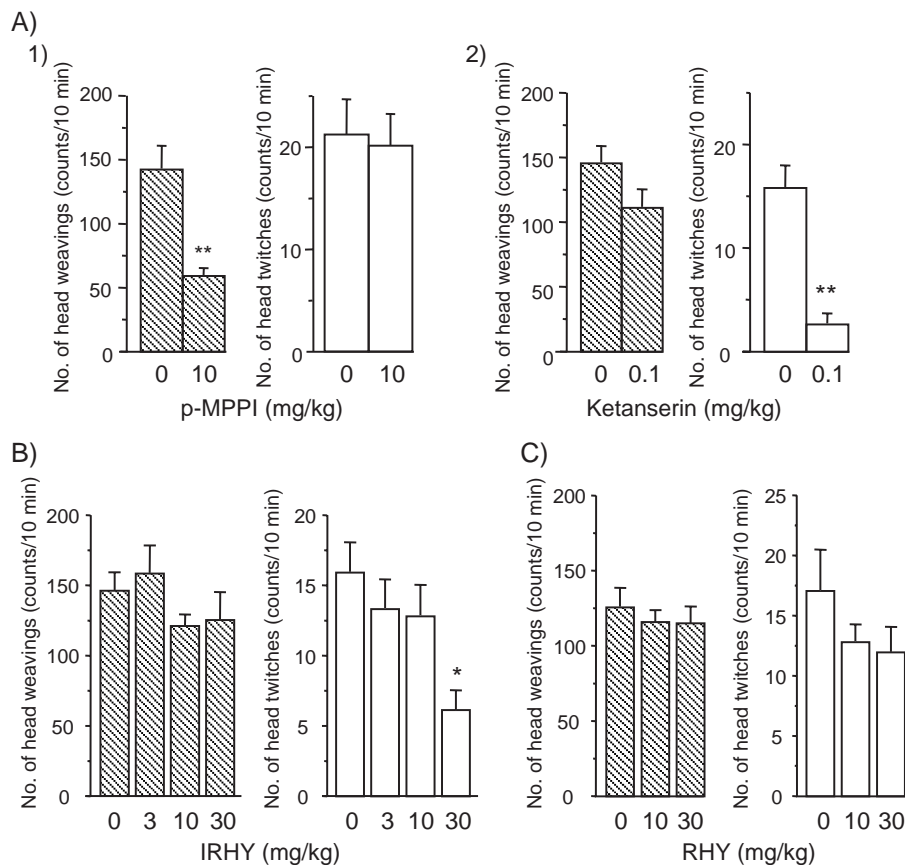 A)
1)
No. of head weavings (counts/10 min)
200
150
100
50
0
**
0 10
No. of head twitches (counts/10 min)
20
10
0
0 10
p-MPPI (mg/kg)
2)
No. of head weavings (counts/10 min)
200
150
100
50
0
0 0.1
No. of head twitches (counts/10 min)
20
10
0
**
0 0.1
Ketanserin (mg/kg)
B)
No. of head weavings (counts/10 min)
200
150
100
50
0
0 3 10 30
No. of head twitches (counts/10 min)
20
15
10
5
0
*
0 3 10 30
IRHY (mg/kg)
C)
No. of head weavings (counts/10 min)
200
150
100
50
0
0 10 30
No. of head twitches (counts/10 min)
25
20
15
10
5
0
0 10 30
RHY (mg/kg)